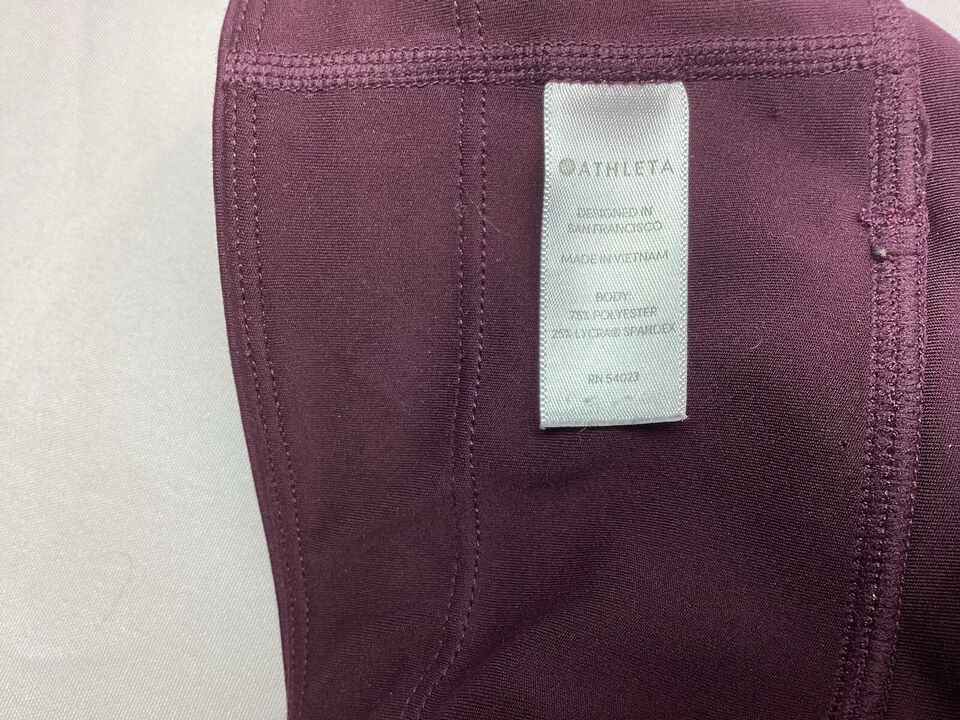 ATHLETA
DESIGNED IN
SAN FRANCISCO
MADE IN VIETNAM
BODY:
75% POLYESTER
25% LYCRA® SPANDEX
RN 54023